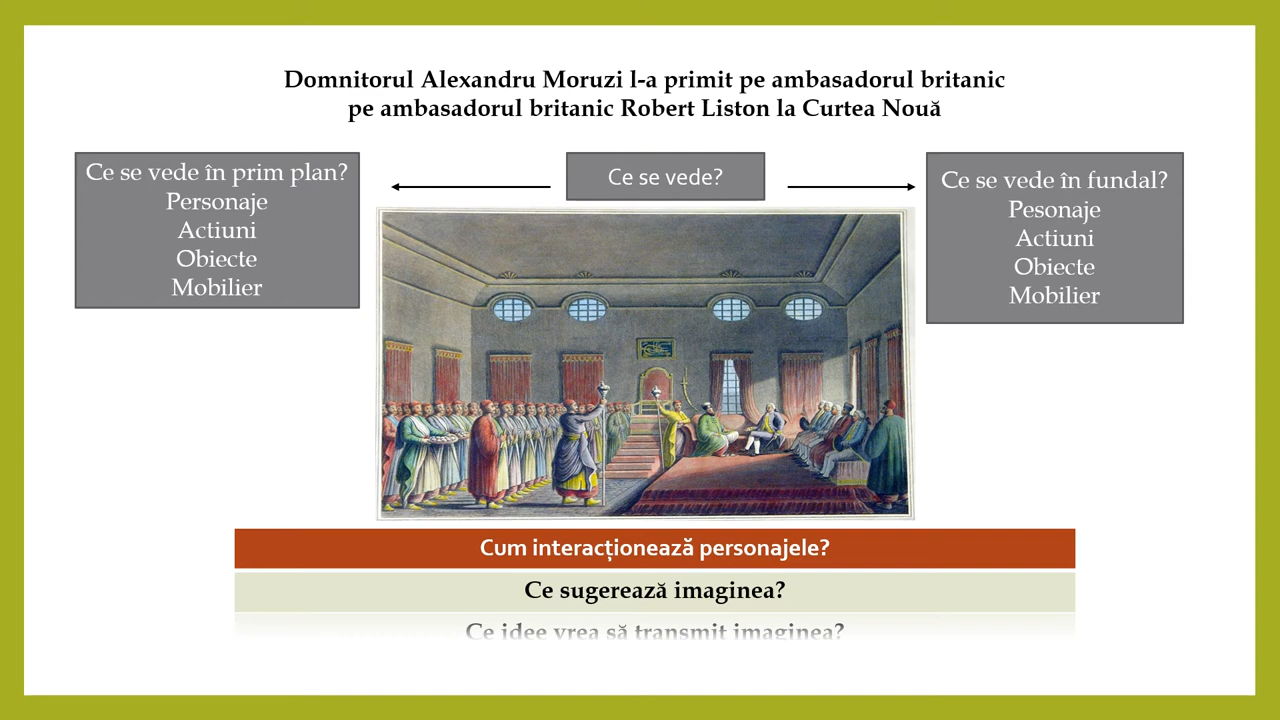 Domnitorul Alexandru Moruzi l-a primit pe ambasadorul britanic
pe ambasadorul britanic Robert Liston la Curtea Nouă
Ce se vede în prim plan?
Personaje
Actiuni
Obiecte
Mobilier
Ce se vede?
Ce se vede în fundal?
Pesonaje
Actiuni
Obiecte
Mobilier
Cum interacționează personajele?
Ce sugerează imaginea?
Ce idee vrea să transmit imaginea?